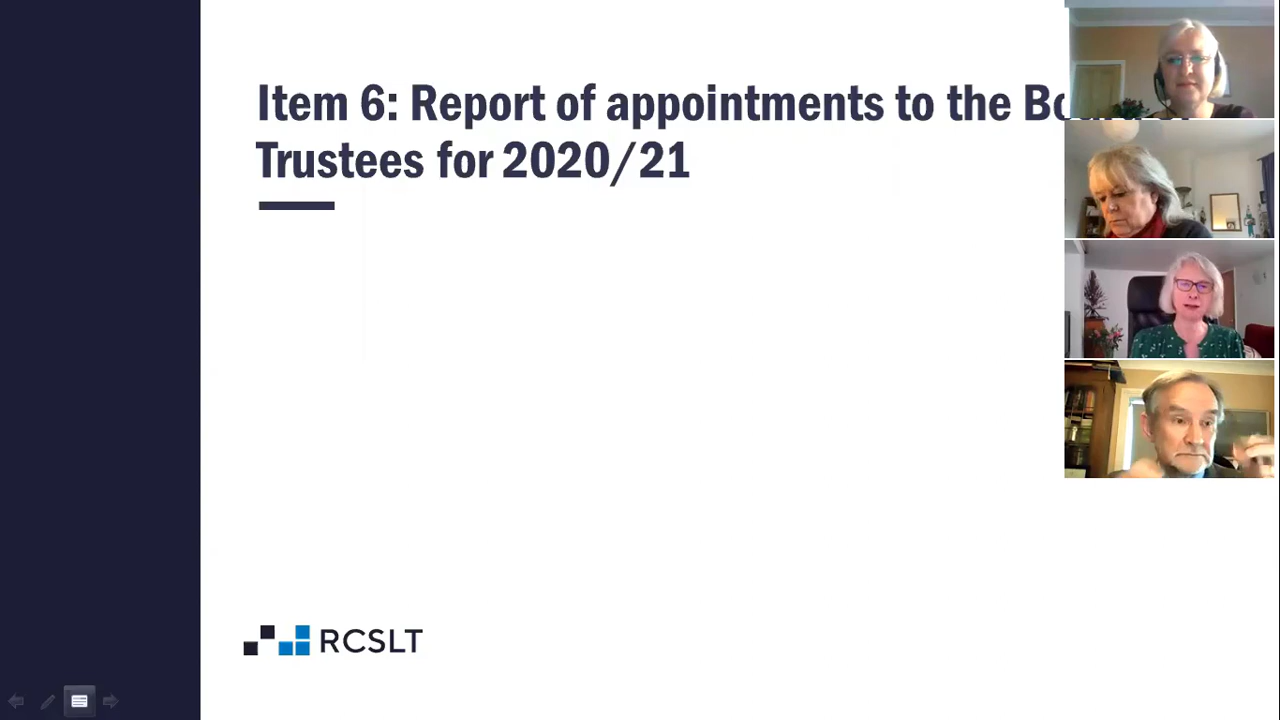 Item 6: Report of appointments to the
Trustees for 2020/21
RCSLT